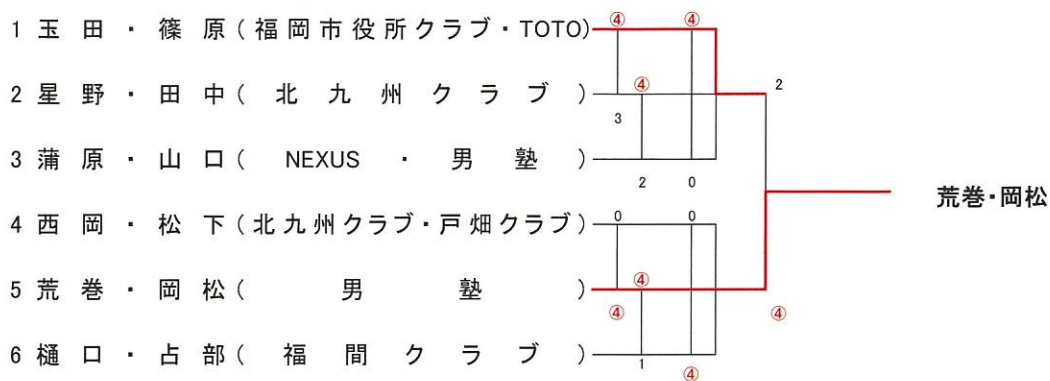 ④ ④
1 玉田・篠原(福岡市役所クラブ・TOTO)
④ 2
2 星野・田中(北九州クラブ)
3
3 蒲原・山口(NEXUS・男塾)
2 0
0 0
4 西岡・松下(北九州クラブ・戸畑クラブ)
荒巻・岡松
④
5 荒巻・岡松(男塾)
④ ④
6 樋口・占部(福間クラブ)
1
④